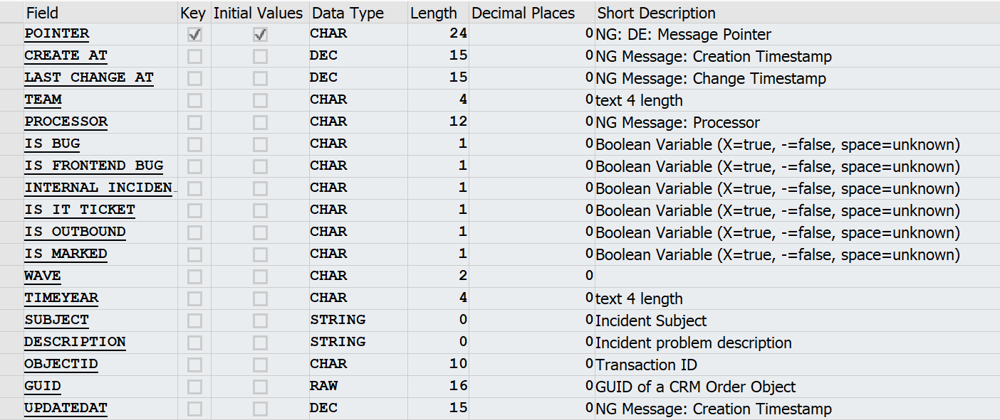 Field Key Initial Values Data Type Length Decimal Places Short Description
POINTER CHAR 24 0 NG: DE: Message Pointer
CREATE AT DEC 15 0 NG Message: Creation Timestamp
LAST CHANGE AT DEC 15 0 NG Message: Change Timestamp
TEAM CHAR 4 0 text 4 length
PROCESSOR CHAR 12 0 NG Message: Processor
IS BUG CHAR 1 0 Boolean Variable (X=true, -=false, space=unknown)
IS FRONTEND BUG CHAR 1 0 Boolean Variable (X=true, -=false, space=unknown)
INTERNAL INCIDEN… CHAR 1 0 Boolean Variable (X=true, -=false, space=unknown)
IS IT TICKET CHAR 1 0 Boolean Variable (X=true, -=false, space=unknown)
IS OUTBOUND CHAR 1 0 Boolean Variable (X=true, -=false, space=unknown)
IS MARKED CHAR 1 0 Boolean Variable (X=true, -=false, space=unknown)
WAVE CHAR 2 0
TIMEYEAR CHAR 4 0 text 4 length
SUBJECT STRING 0 0 Incident Subject
DESCRIPTION STRING 0 0 Incident problem description
OBJECTID CHAR 10 0 Transaction ID
GUID RAW 16 0 GUID of a CRM Order Object
UPDATEDAT DEC 15 0 NG Message: Creation Timestamp